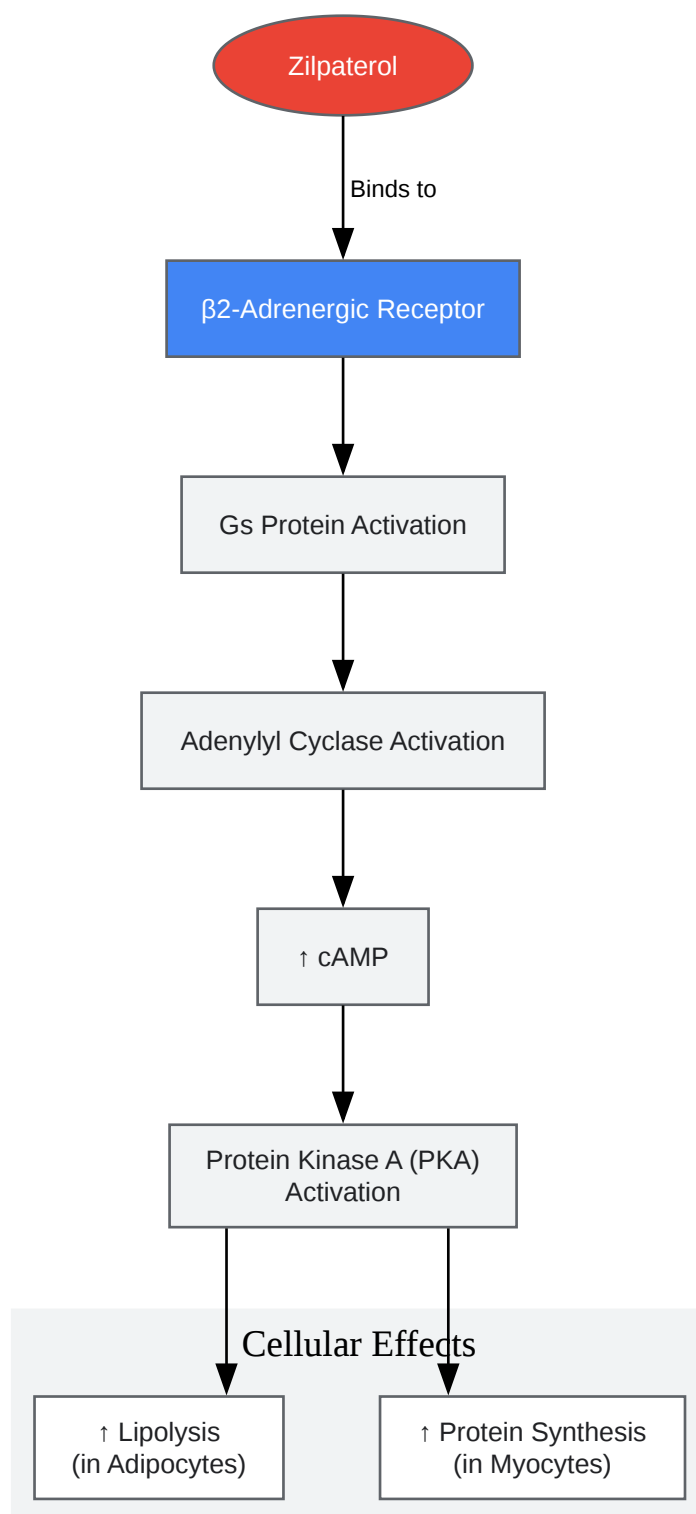 Zilpaterol
Binds to
β2-Adrenergic Receptor
Gs Protein Activation
Adenylyl Cyclase Activation
↑ cAMP
Protein Kinase A (PKA)
Activation
Cellular Effects
↑ Lipolysis
(in Adipocytes)
↑ Protein Synthesis
(in Myocytes)